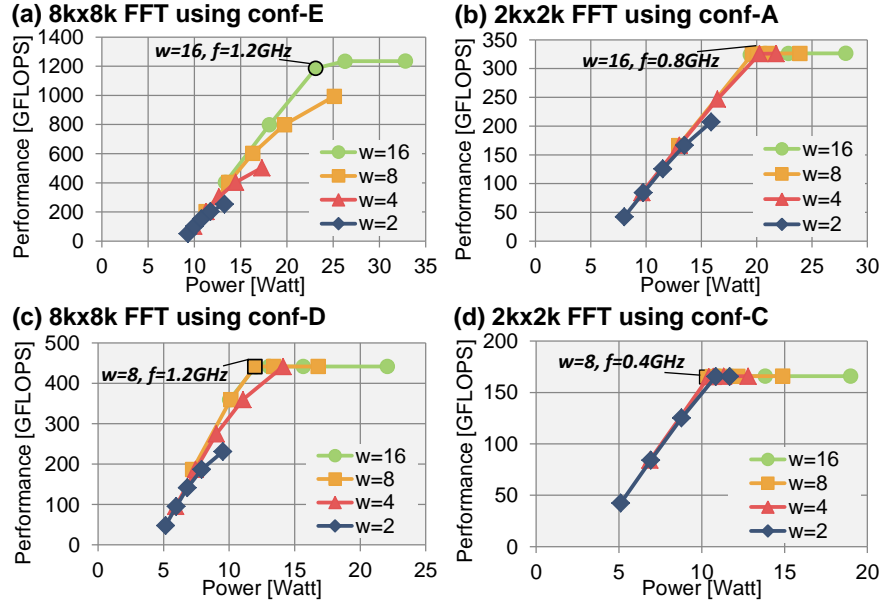 (a) 8kx8k FFT using conf-E
Performance [GFLOPS]
1400
1200
1000
800
600
400
200
0
w=16, f=1.2GHz
w=16
w=8
w=4
w=2
0 5 10 15 20 25 30 35
Power [Watt]
(b) 2kx2k FFT using conf-A
Performance [GFLOPS]
350
300
250
200
150
100
50
0
w=16, f=0.8GHz
w=16
w=8
w=4
w=2
0 5 10 15 20 25 30
Power [Watt]
(c) 8kx8k FFT using conf-D
Performance [GFLOPS]
500
400
300
200
100
0
w=8, f=1.2GHz
w=16
w=8
w=4
w=2
0 5 10 15 20 25
Power [Watt]
(d) 2kx2k FFT using conf-C
Performance [GFLOPS]
200
150
100
50
0
w=8, f=0.4GHz
w=16
w=8
w=4
w=2
0 5 10 15 20
Power [Watt]